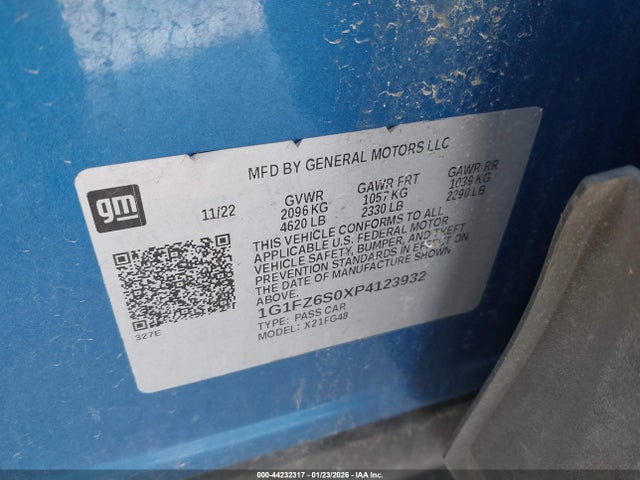 MFD BY GENERAL MOTORS LLC
gm
11/22
GVWR GAWR FRT GAWR RR
2096 KG 1057 KG 1039 KG
4620 LB 2330 LB 2290 LB
THIS VEHICLE CONFORMS TO ALL
APPLICABLE U.S. FEDERAL MOTOR
VEHICLE SAFETY, BUMPER, AND THEFT
PREVENTION STANDARDS IN EFFECT ON
THE DATE OF MANUFACTURE SHOWN
ABOVE.
1G1FZ6S0XP4123932
TYPE: PASS CAR
MODEL: X21FG48
327E
000-44232317 - 01/23/2026 - IAA Inc.